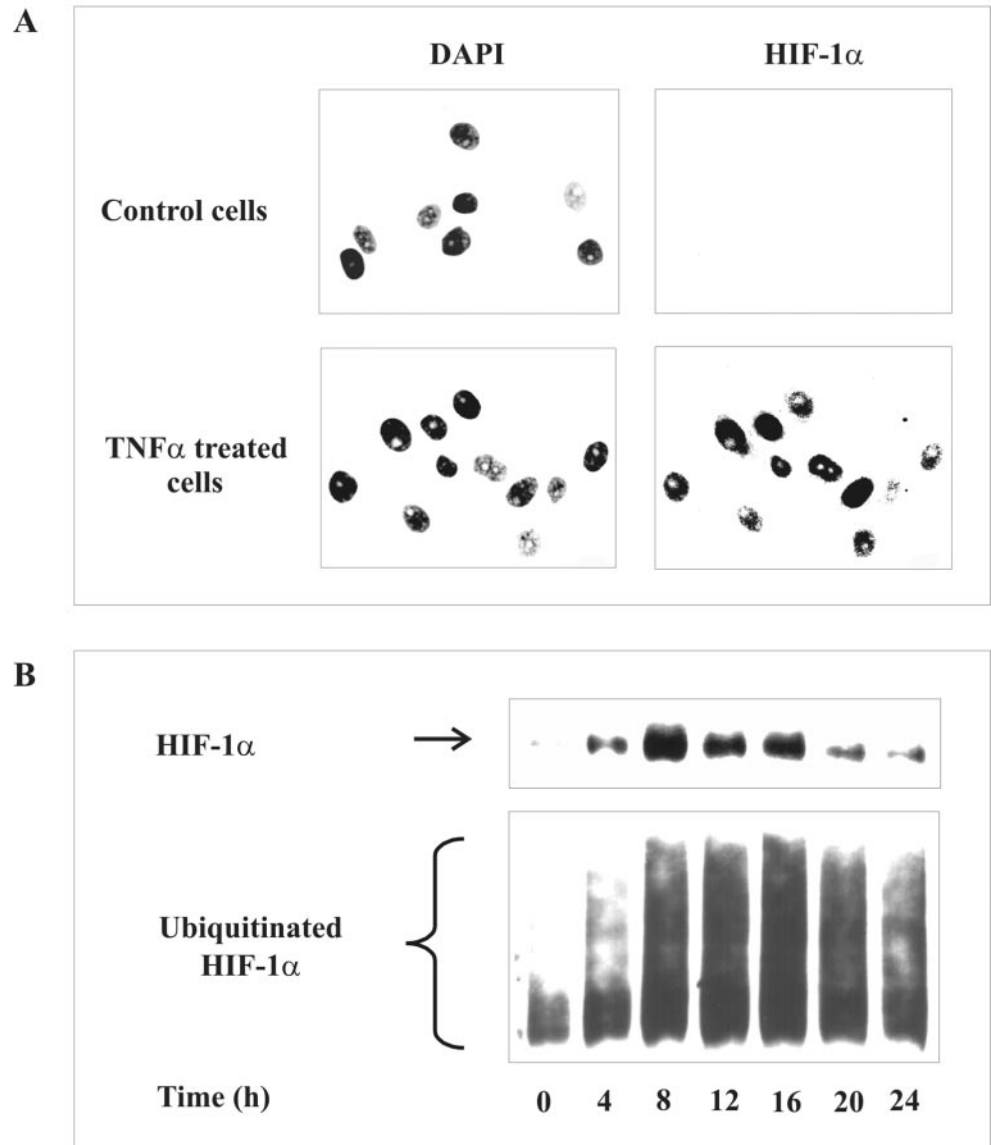 A
DAPI HIF-1α
Control cells
TNFα treated
cells
B
HIF-1α
Ubiquitinated
HIF-1α
Time (h) 0 4 8 12 16 20 24